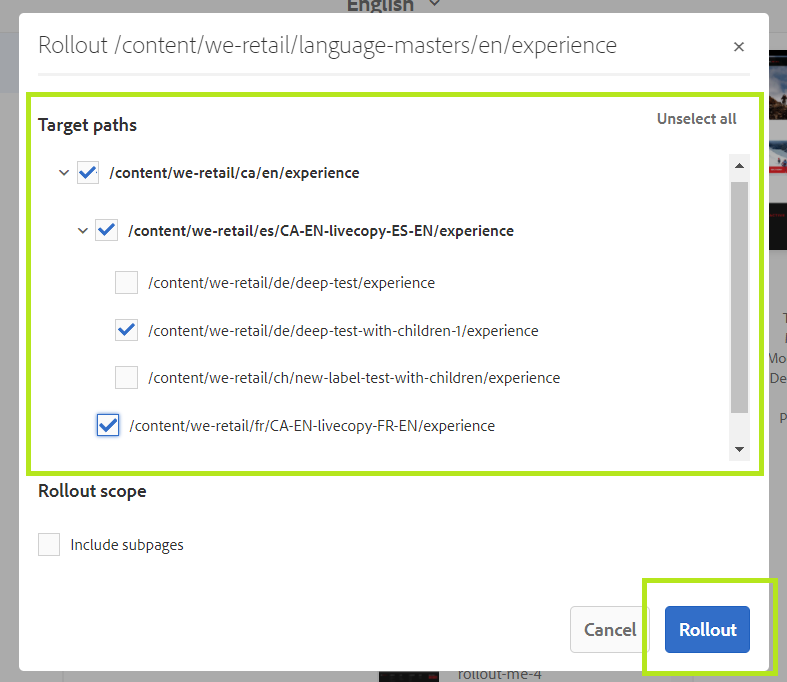 English
Rollout /content/we-retail/language-masters/en/experience
Target paths
Unselect all
/content/we-retail/ca/en/experience
/content/we-retail/es/CA-EN-livecopy-ES-EN/experience
/content/we-retail/de/deep-test/experience
/content/we-retail/de/deep-test-with-children-1/experience
/content/we-retail/ch/new-label-test-with-children/experience
/content/we-retail/fr/CA-EN-livecopy-FR-EN/experience
Rollout scope
Include subpages
Cancel
Rollout
rollout-me-4